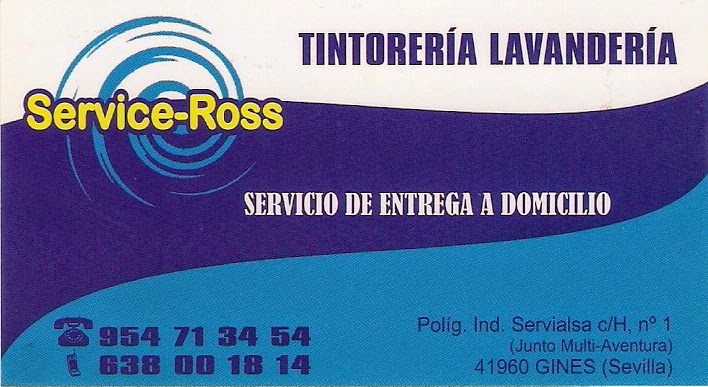 TINTORERÍA LAVANDERÍA
Service-Ross
SERVICIO DE ENTREGA A DOMICILIO
954 71 34 54
638 00 18 14
Políg. Ind. Servialsa c/H, nº 1
(Junto Multi-Aventura)
41960 GINES (Sevilla)